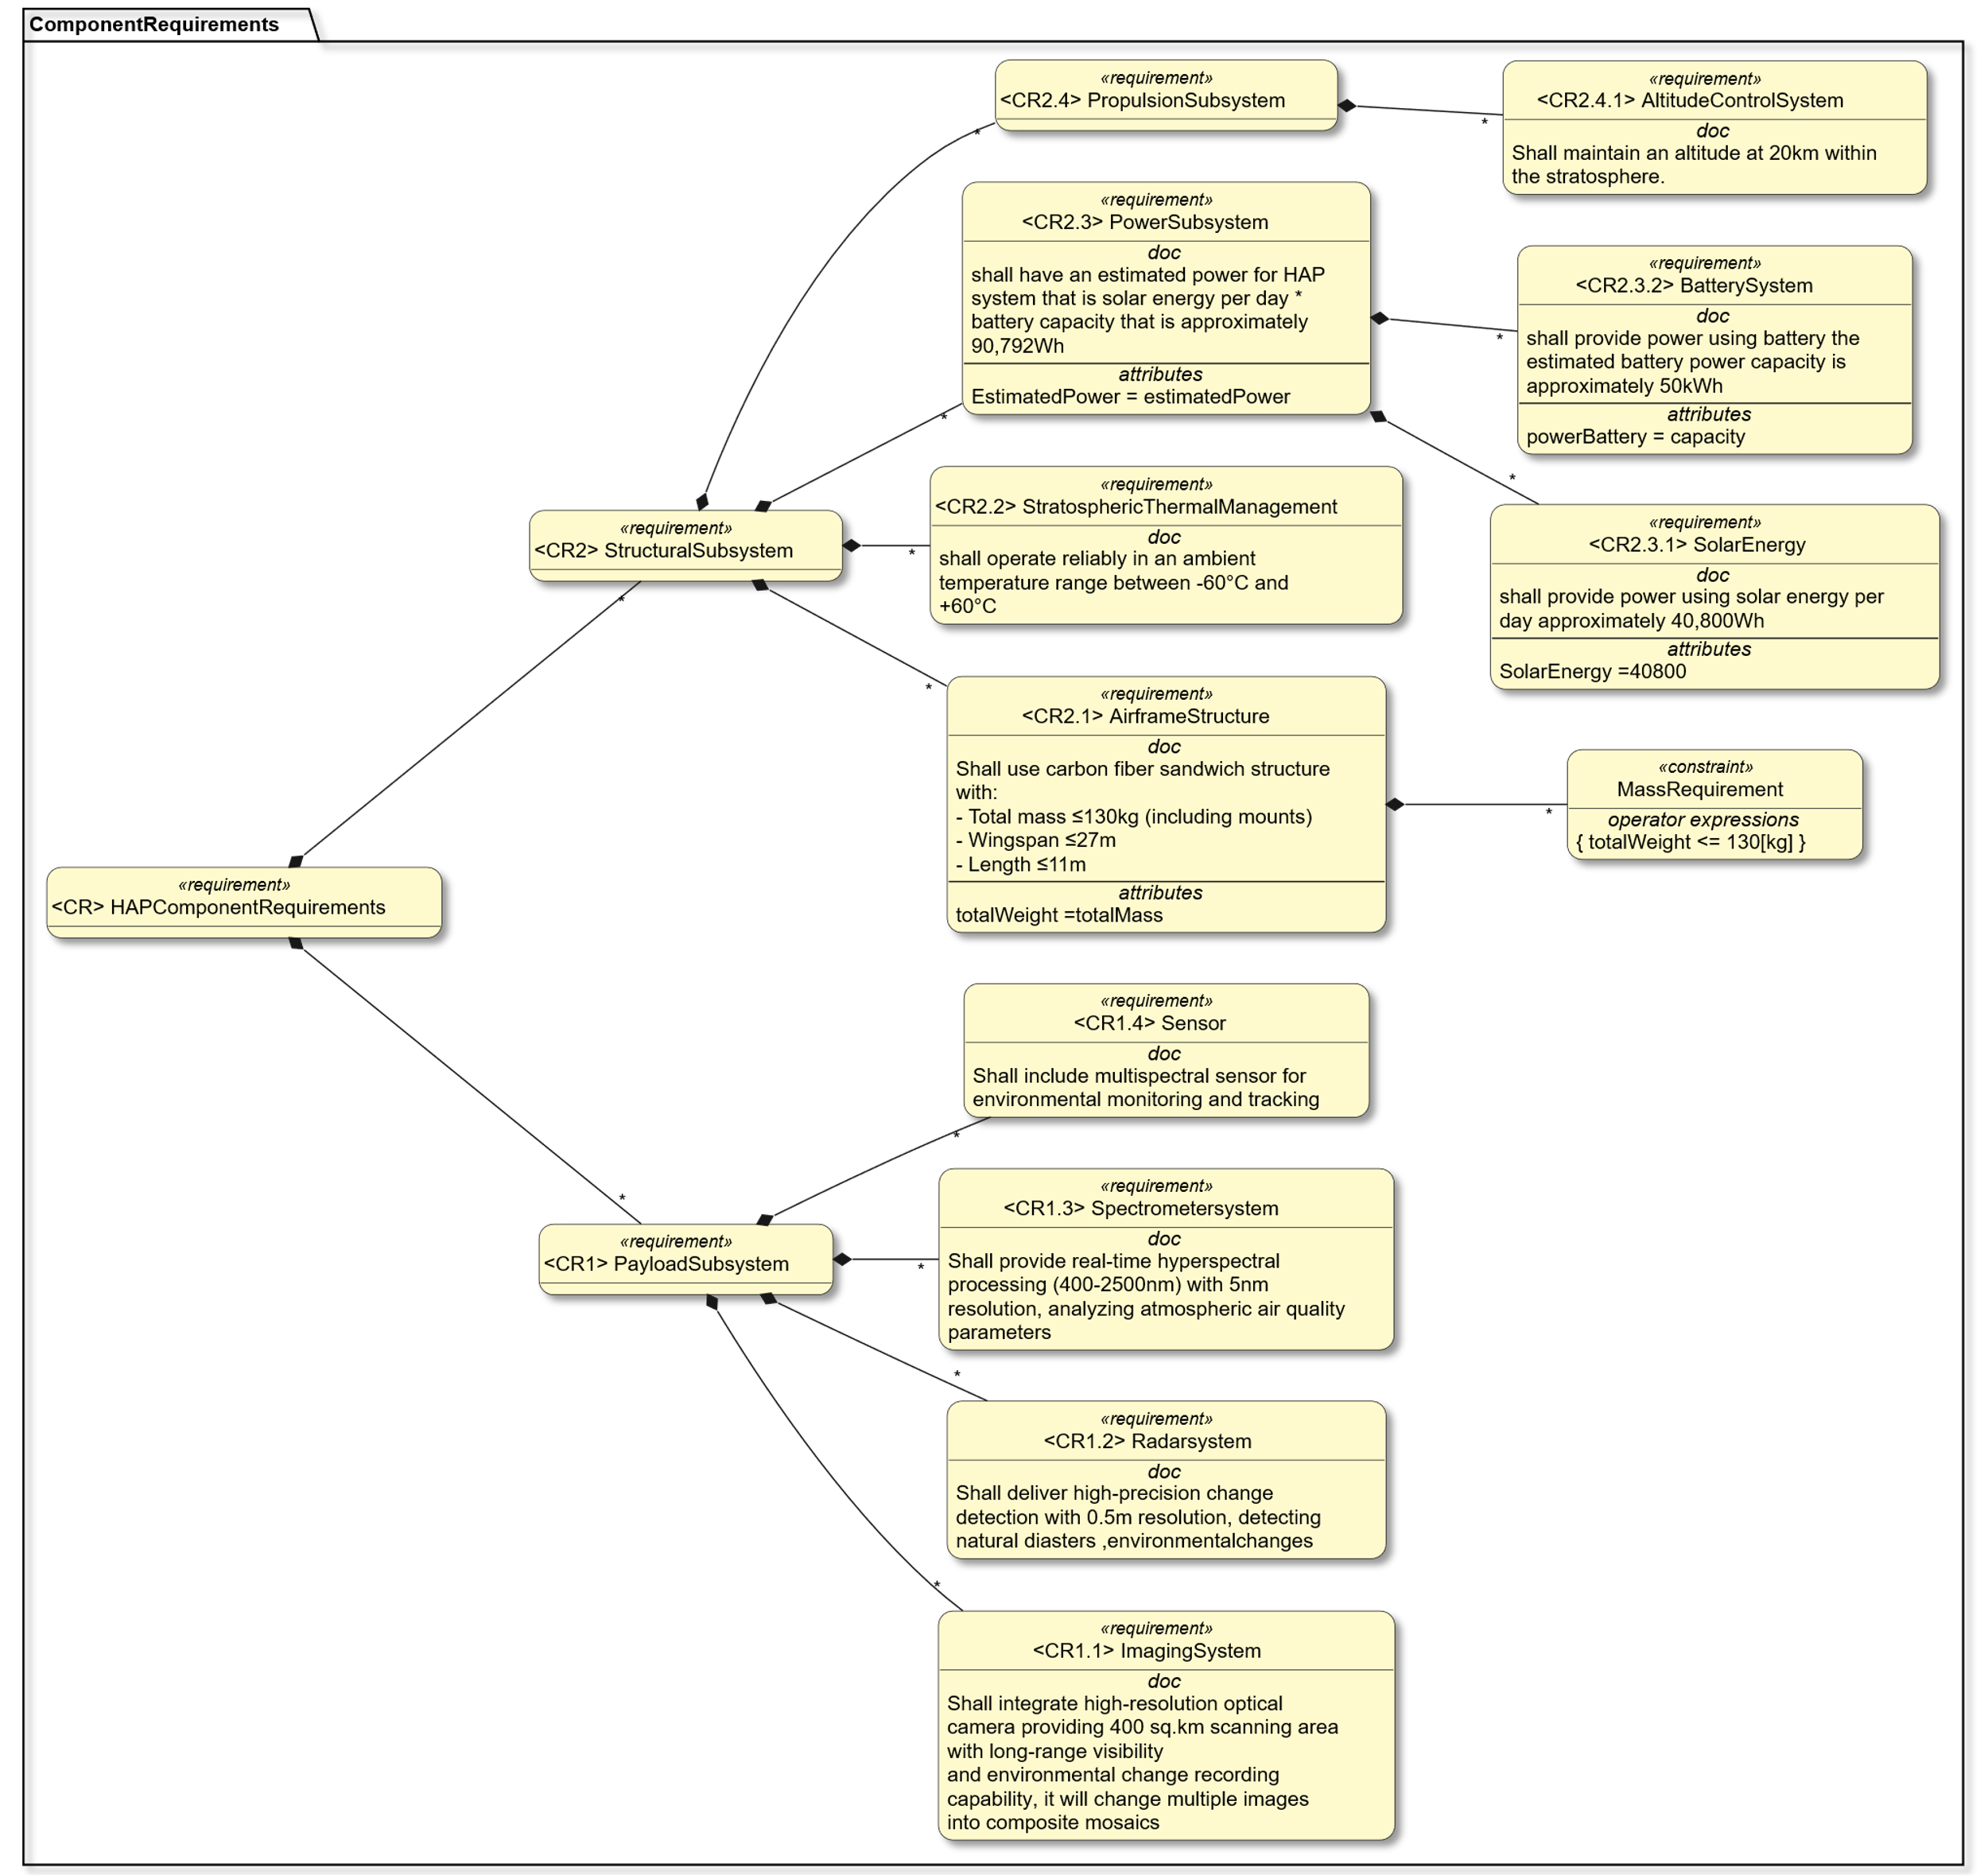 ComponentRequirements
«requirement»
<CR2.4> PropulsionSubsystem
*
*
«requirement»
<CR2.4.1> AltitudeControlSystem
doc
Shall maintain an altitude at 20km within
the stratosphere.
«requirement»
<CR2.3> PowerSubsystem
doc
shall have an estimated power for HAP
system that is solar energy per day *
battery capacity that is approximately
90,792Wh
attributes
EstimatedPower = estimatedPower
*
*
*
«requirement»
<CR2.3.2> BatterySystem
doc
shall provide power using battery the
estimated battery power capacity is
approximately 50kWh
attributes
powerBattery = capacity
«requirement»
<CR2.3.1> SolarEnergy
doc
shall provide power using solar energy per
day approximately 40,800Wh
attributes
SolarEnergy =40800
«requirement»
<CR2> StructuralSubsystem
*
*
«requirement»
<CR2.2> StratosphericThermalManagement
doc
shall operate reliably in an ambient
temperature range between -60°C and
+60°C
*
«requirement»
<CR2.1> AirframeStructure
doc
Shall use carbon fiber sandwich structure
with:
- Total mass ≤130kg (including mounts)
- Wingspan ≤27m
- Length ≤11m
attributes
totalWeight =totalMass
*
«constraint»
MassRequirement
operator expressions
{ totalWeight <= 130[kg] }
«requirement»
<CR> HAPComponentRequirements
*
«requirement»
<CR1> PayloadSubsystem
«requirement»
<CR1.4> Sensor
doc
Shall include multispectral sensor for
environmental monitoring and tracking
*
*
«requirement»
<CR1.3> Spectrometersystem
doc
Shall provide real-time hyperspectral
processing (400-2500nm) with 5nm
resolution, analyzing atmospheric air quality
parameters
*
«requirement»
<CR1.2> Radarsystem
doc
Shall deliver high-precision change
detection with 0.5m resolution, detecting
natural diasters ,environmentalchanges
*
«requirement»
<CR1.1> ImagingSystem
doc
Shall integrate high-resolution optical
camera providing 400 sq.km scanning area
with long-range visibility
and environmental change recording
capability, it will change multiple images
into composite mosaics